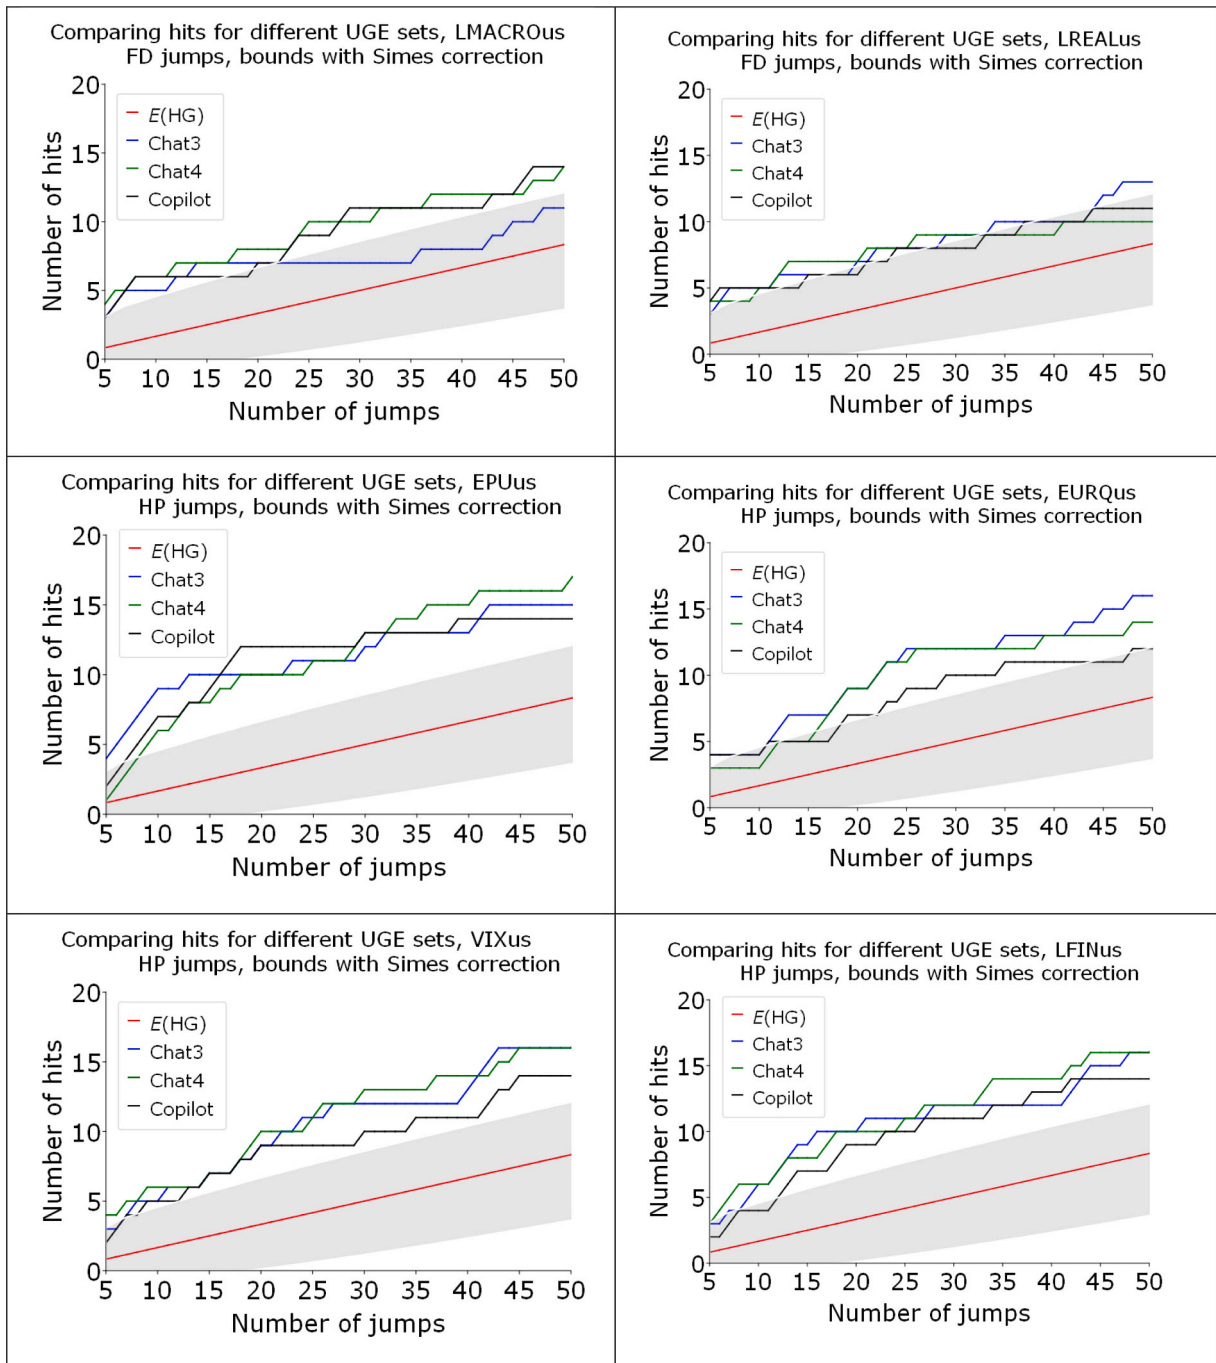 Comparing hits for different UGE sets, LMACROus
FD jumps, bounds with Simes correction
20
15
10
5
0
Number of hits
E(HG)
Chat3
Chat4
Copilot
5 10 15 20 25 30 35 40 45 50
Number of jumps
Comparing hits for different UGE sets, LREALus
FD jumps, bounds with Simes correction
20
15
10
5
0
Number of hits
E(HG)
Chat3
Chat4
Copilot
5 10 15 20 25 30 35 40 45 50
Number of jumps
Comparing hits for different UGE sets, EPUus
HP jumps, bounds with Simes correction
20
15
10
5
0
Number of hits
E(HG)
Chat3
Chat4
Copilot
5 10 15 20 25 30 35 40 45 50
Number of jumps
Comparing hits for different UGE sets, EURQus
HP jumps, bounds with Simes correction
20
15
10
5
0
Number of hits
E(HG)
Chat3
Chat4
Copilot
5 10 15 20 25 30 35 40 45 50
Number of jumps
Comparing hits for different UGE sets, VIXus
HP jumps, bounds with Simes correction
20
15
10
5
0
Number of hits
E(HG)
Chat3
Chat4
Copilot
5 10 15 20 25 30 35 40 45 50
Number of jumps
Comparing hits for different UGE sets, LFINus
HP jumps, bounds with Simes correction
20
15
10
5
0
Number of hits
E(HG)
Chat3
Chat4
Copilot
5 10 15 20 25 30 35 40 45 50
Number of jumps